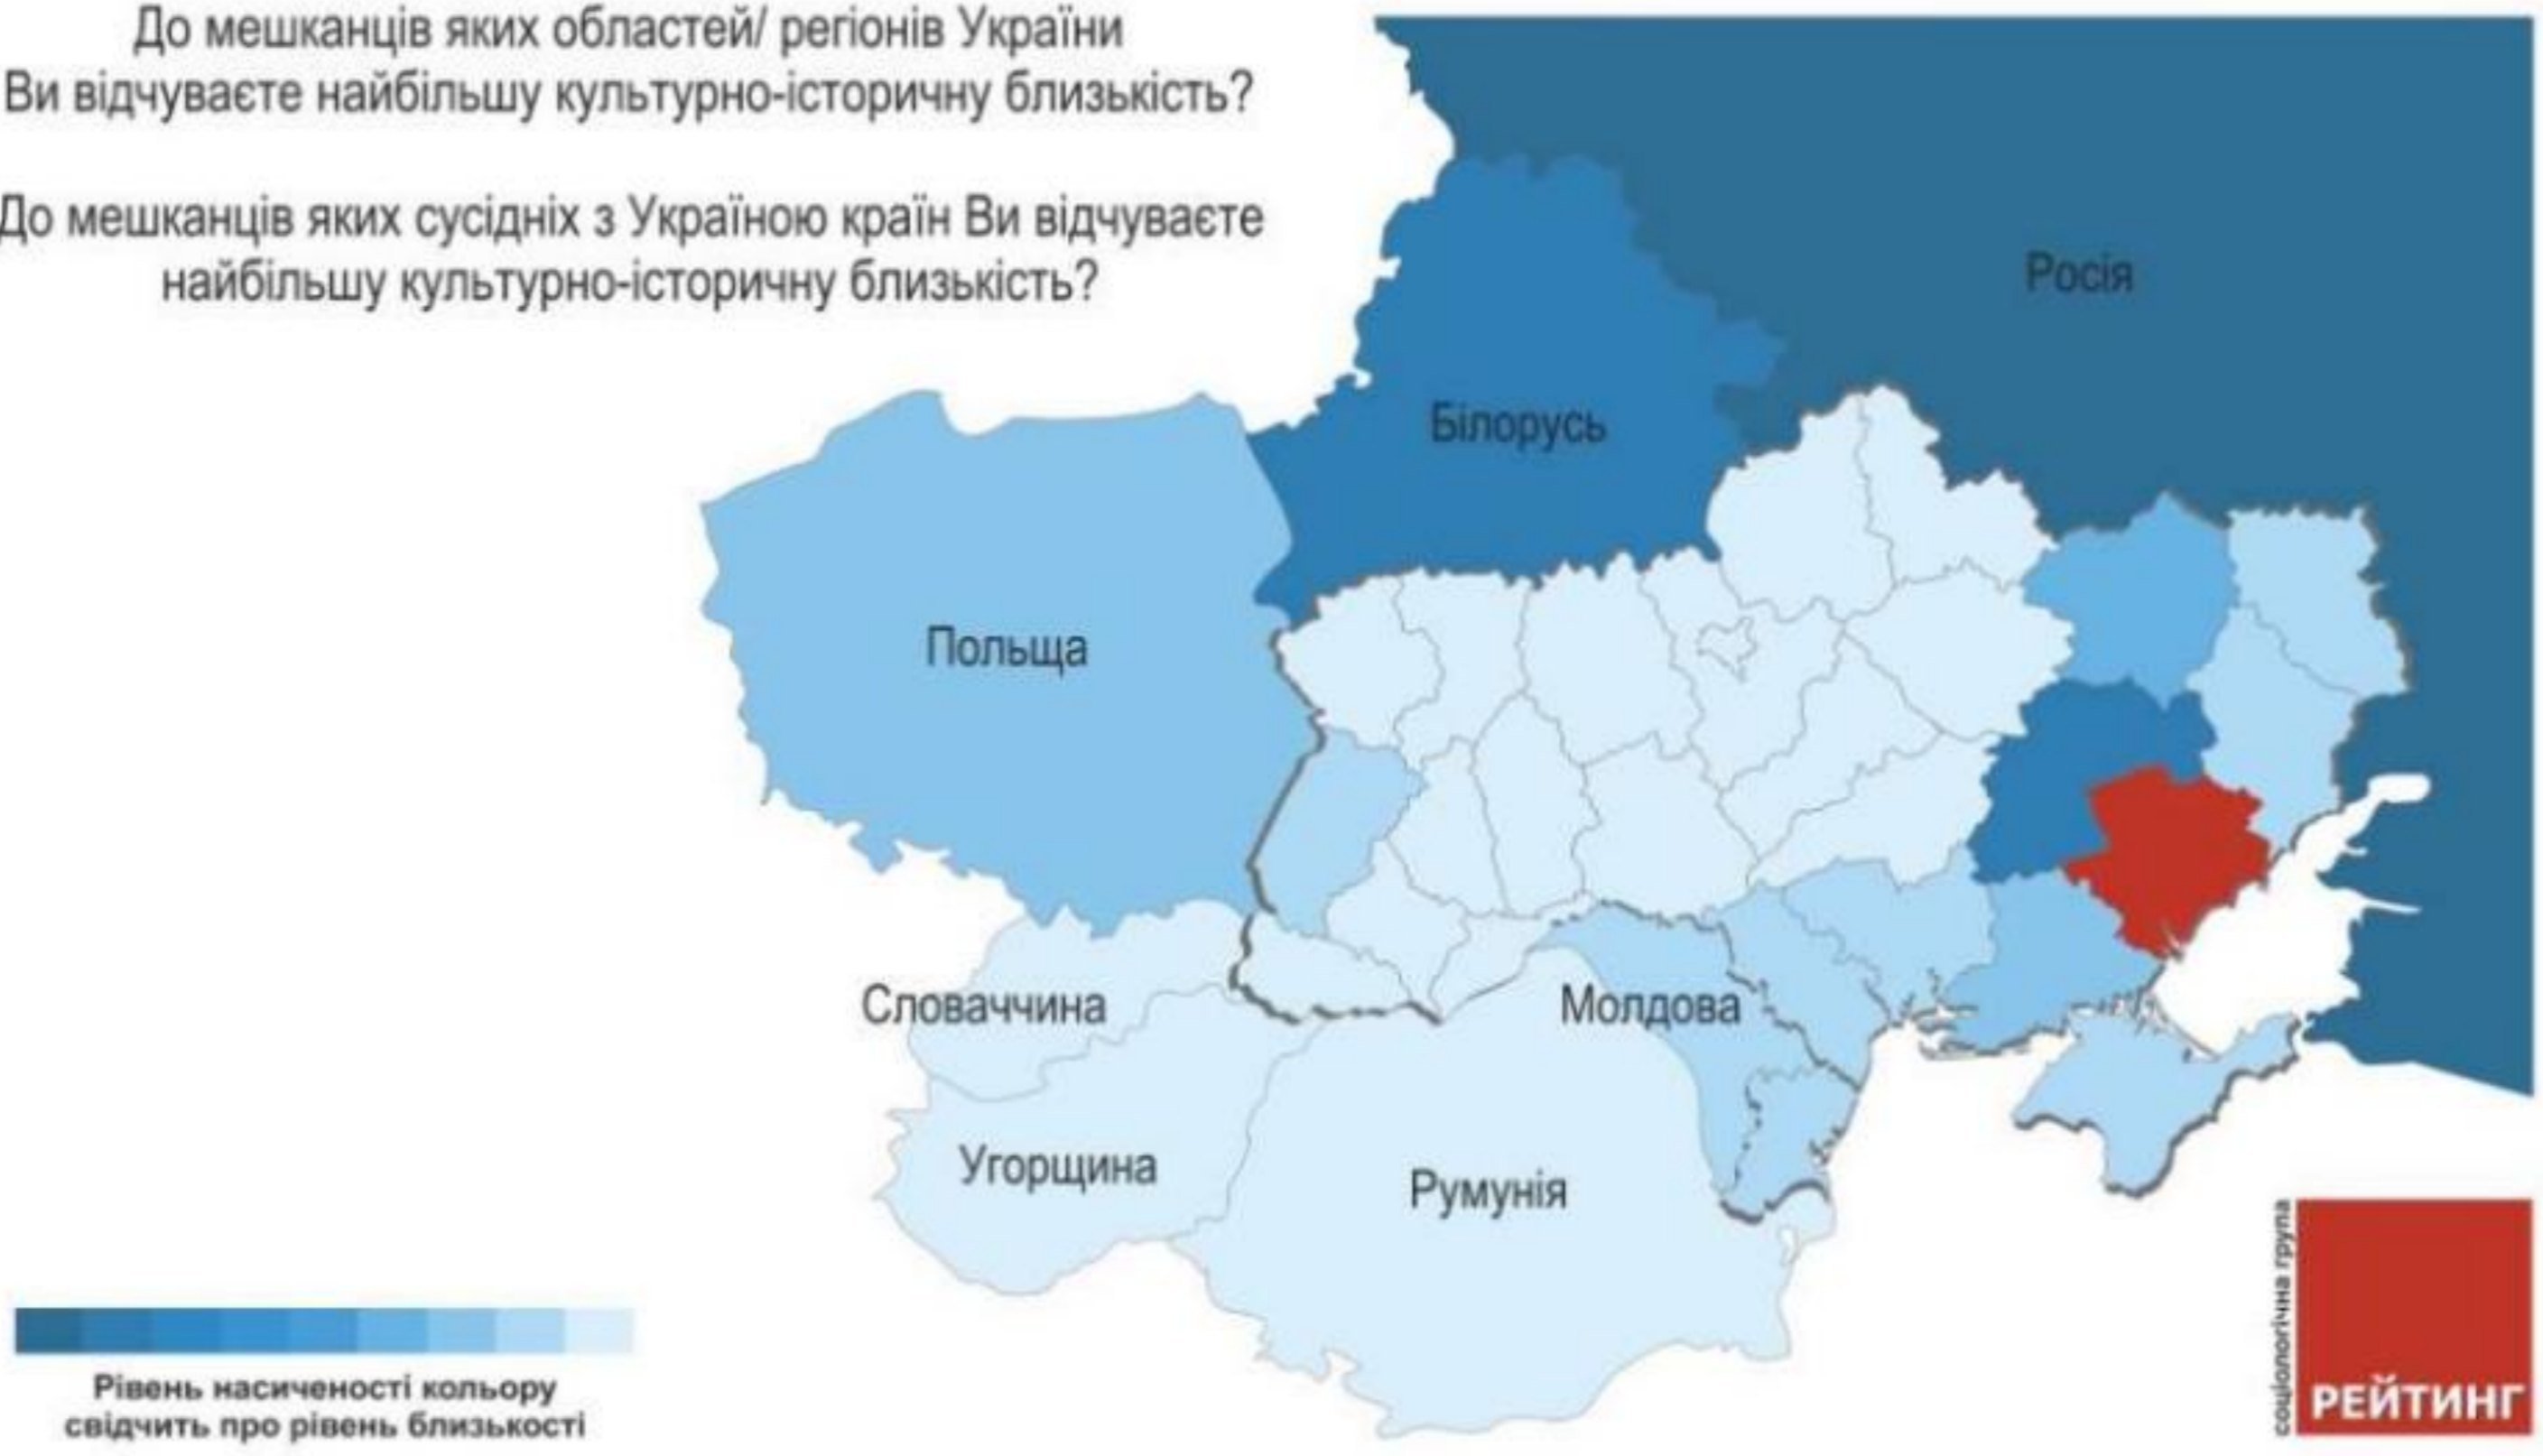 До мешканців яких областей/ регіонів України
Ви відчуваєте найбільшу культурно-історичну близькість?
До мешканців яких сусідніх з Україною країн Ви відчуваєте
найбільшу культурно-історичну близькість?
Росія
Білорусь
Польща
Словаччина
Молдова
Угорщина
Румунія
Рівень насиченості кольору
свідчить про рівень близькості
соціологічна група
РЕЙТИНГ